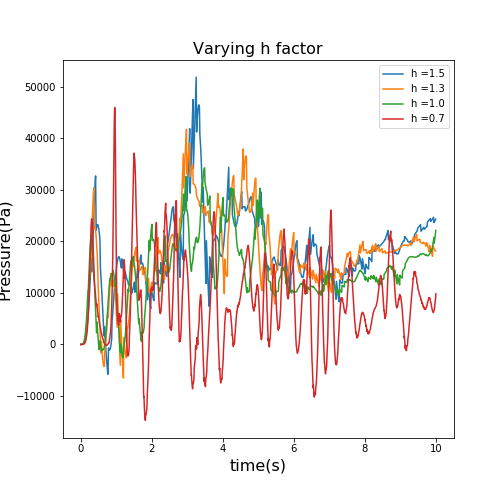 Varying h factor
h =1.5
h =1.3
h =1.0
h =0.7
50000
40000
30000
20000
10000
0
−10000
Pressure(Pa)
0 2 4 6 8 10
time(s)